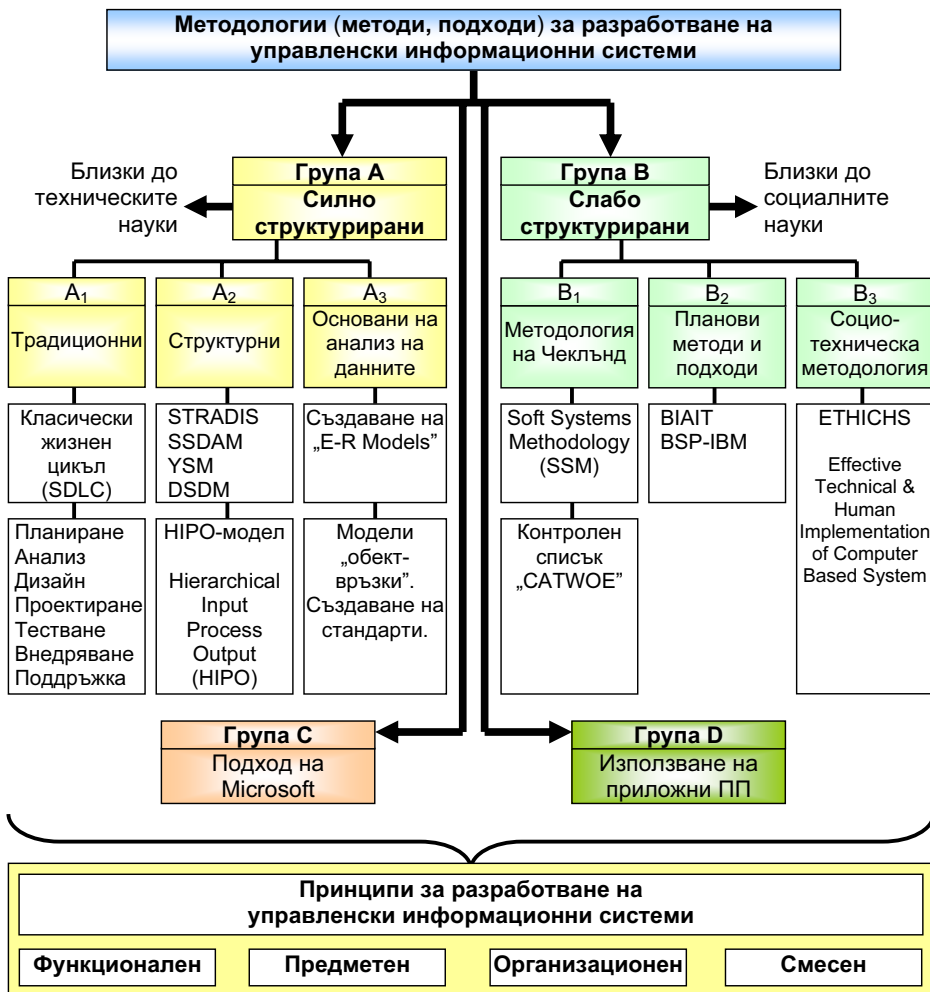 Методологии (методи, подходи) за разработване на
управленски информационни системи
Близки до
техническите
науки
Група А
Силно
структурирани
Група В
Слабо
структурирани
Близки до
социалните
науки
А₁
Традиционни
А₂
Структурни
А₃
Основани на
анализ на
данните
В₁
Методология
на Чеклънд
В₂
Планови
методи и
подходи
В₃
Социо-
техническа
методология
Класически
жизнен
цикъл
(SDLC)
STRADIS
SSDAM
YSM
DSDM
Създаване на
„E-R Models”
Soft Systems
Methodology
(SSM)
BIAIT
BSP-IBM
ETHICHS
Effective
Technical &
Human
Implementation
of Computer
Based System
Планиране
Анализ
Дизайн
Проектиране
Тестване
Внедряване
Поддръжка
HIPO-модел
Hierarchical
Input
Process
Output
(HIPO)
Модели
„обект-
връзки”.
Създаване на
стандарти.
Контролен
списък
„CATWOE”
Група C
Подход на
Microsoft
Група D
Използване на
приложни ПП
Принципи за разработване на
управленски информационни системи
Функционален
Предметен
Организационен
Смесен